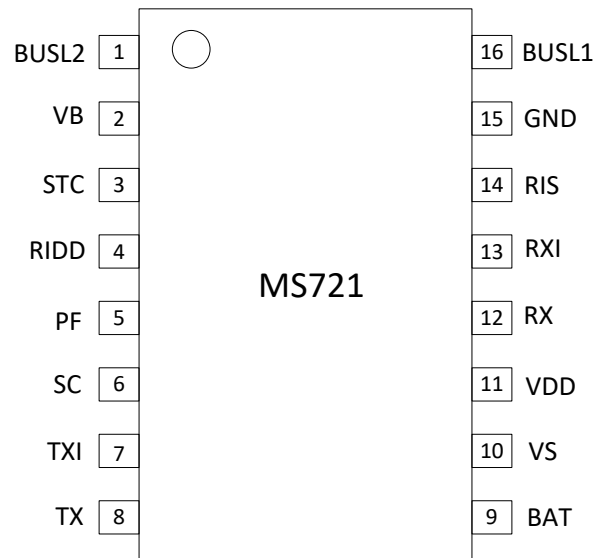 BUSL2 1 16 BUSL1
VB 2 15 GND
STC 3 14 RIS
RIDD 4 13 RXI
MS721
PF 5 12 RX
SC 6 11 VDD
TXI 7 10 VS
TX 8 9 BAT